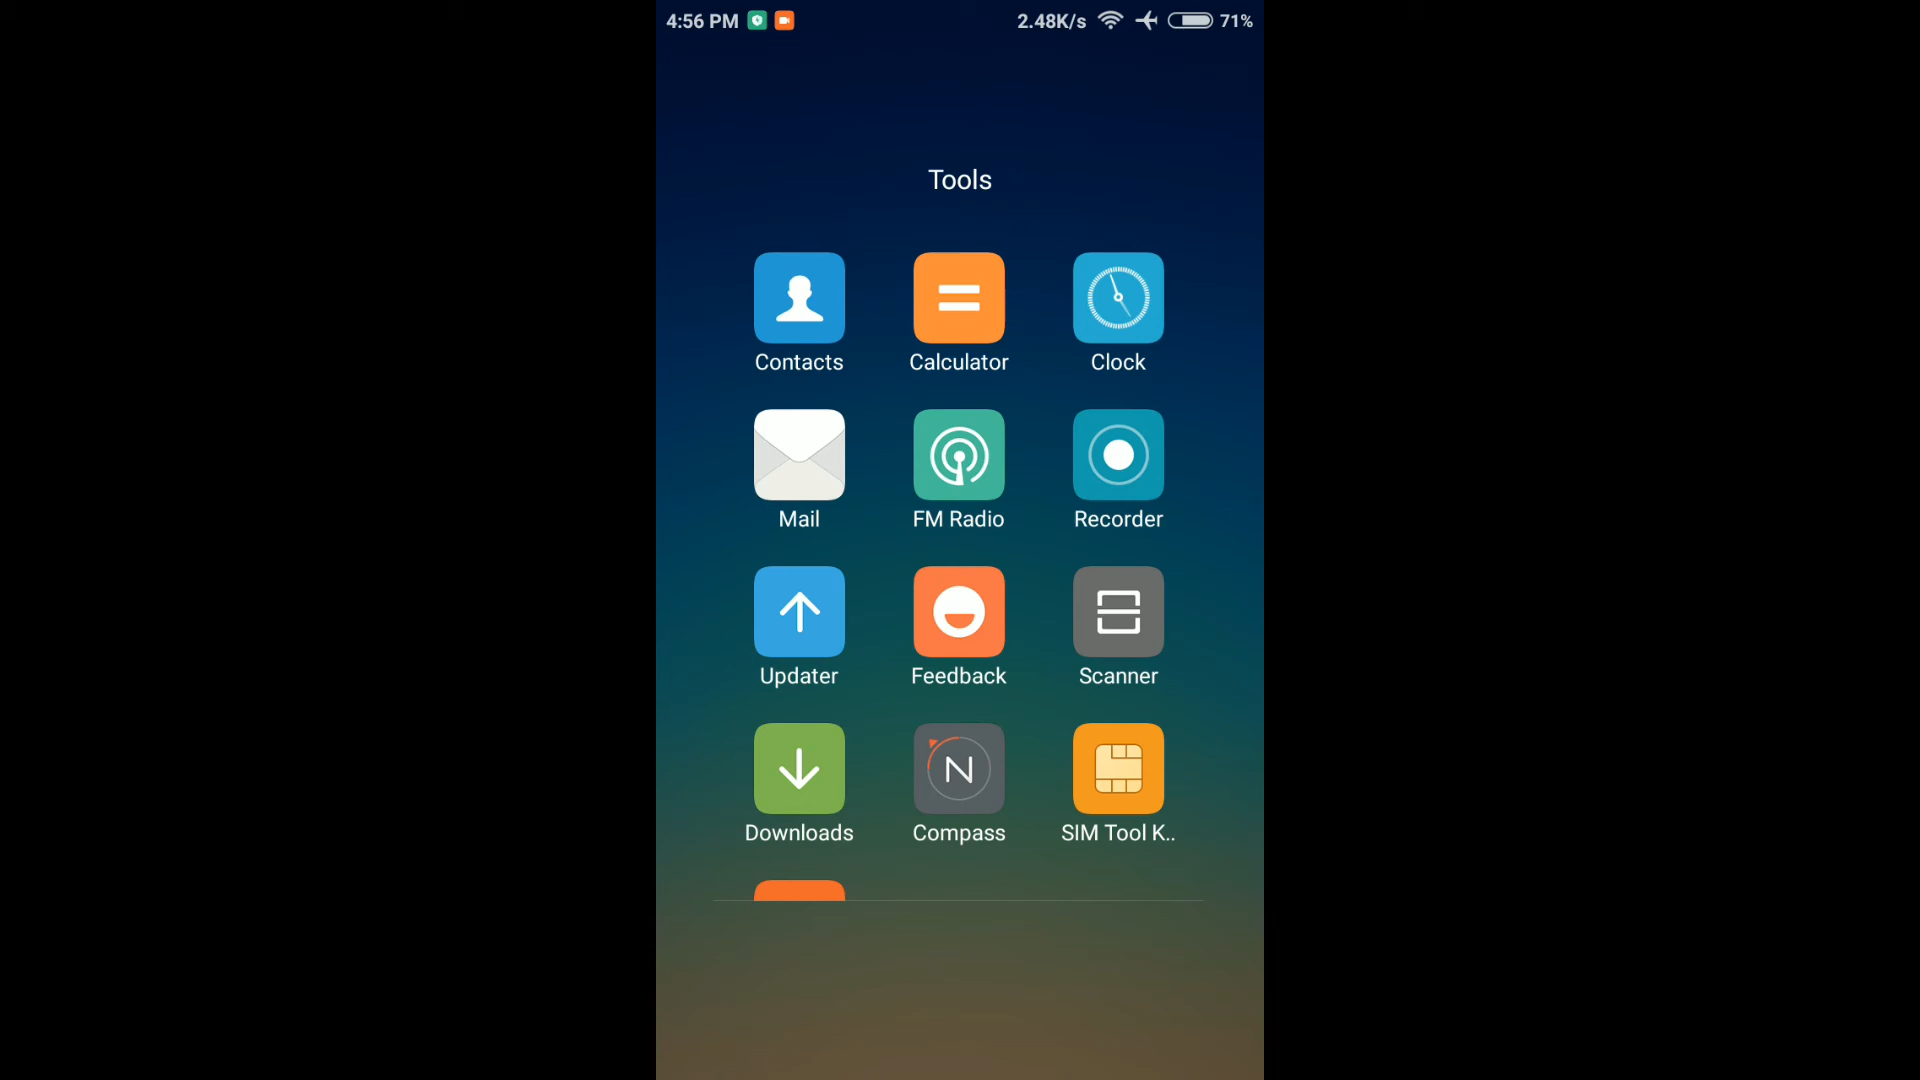 4:56 PM 2.48K/s 71%
Tools
Contacts Calculator Clock
Mail FM Radio Recorder
Updater Feedback Scanner
N
Downloads Compass SIM Tool K..